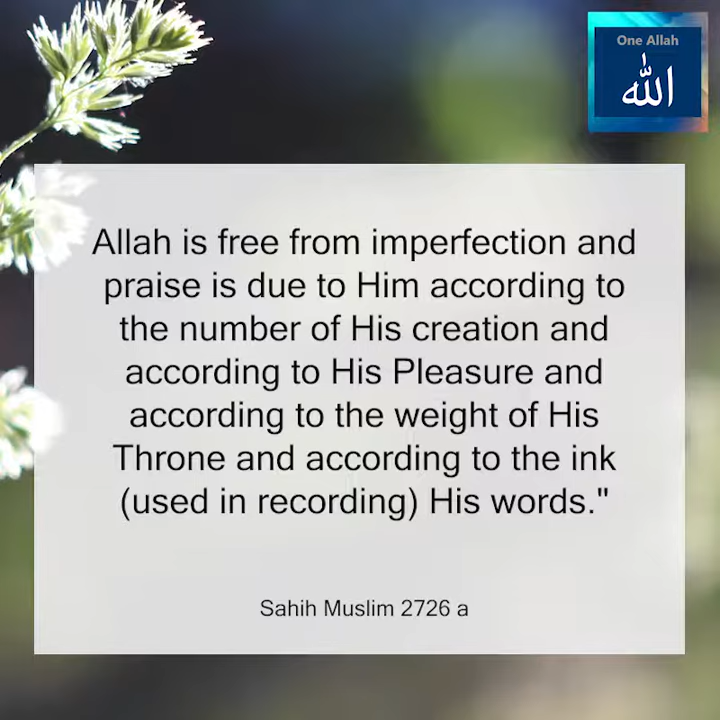 One Allah
الله
Allah is free from imperfection and
praise is due to Him according to
the number of His creation and
according to His Pleasure and
according to the weight of His
Throne and according to the ink
(used in recording) His words."
Sahih Muslim 2726 a